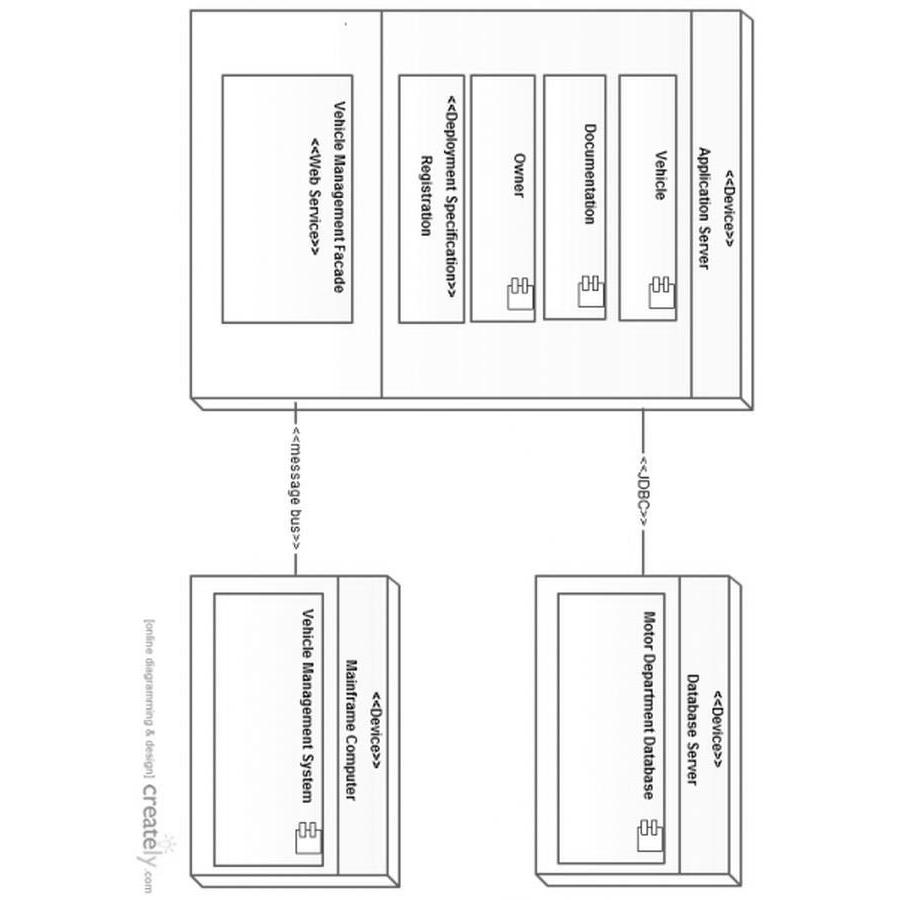 <<Device>>
Application Server
Vehicle
Documentation
Owner
<<Deployment Specification>>
Registration
Vehicle Management Facade
<<Web Service>>
<<JDBC>>
<<message bus>>
<<Device>>
Database Server
Motor Department Database
<<Device>>
Mainframe Computer
Vehicle Management System
[online diagramming & design] creately.com